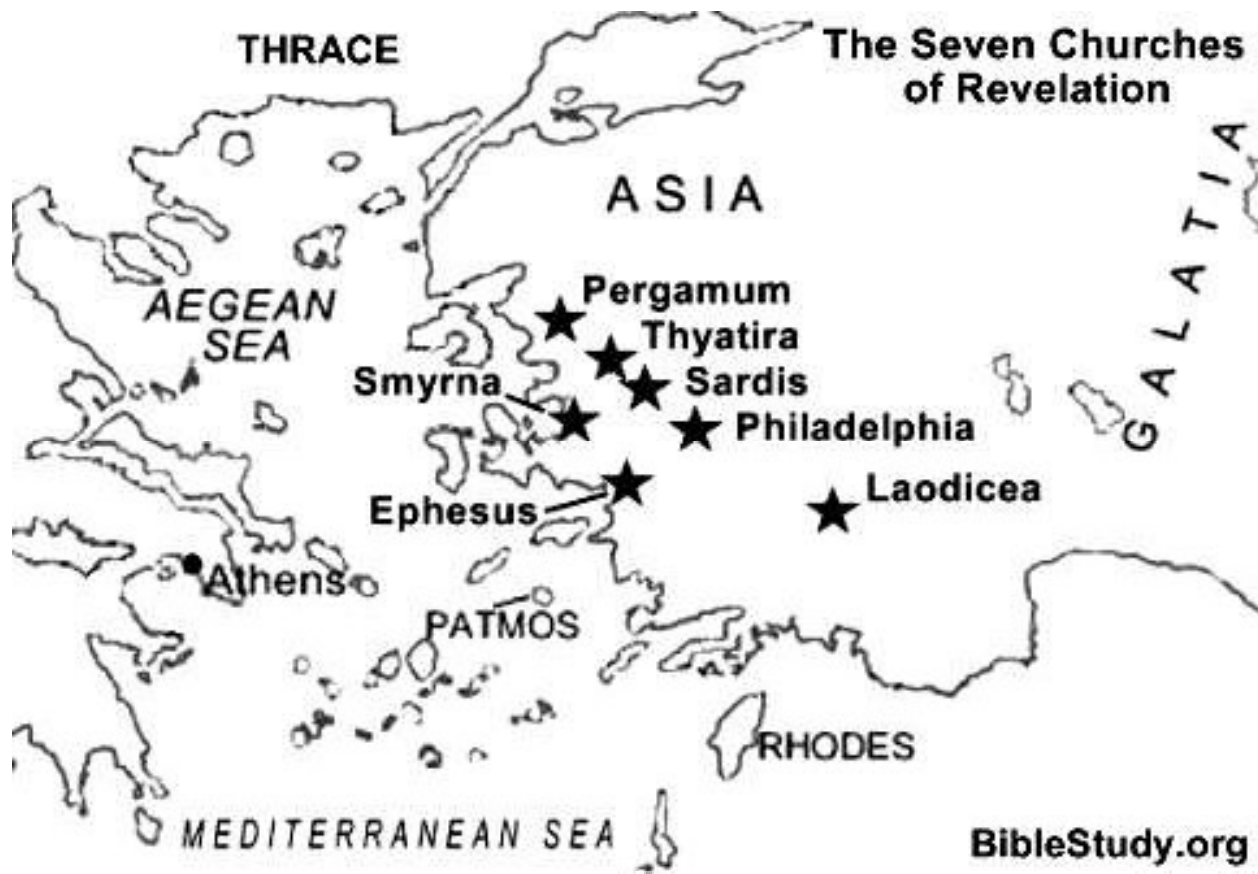 THRACE
The Seven Churches
of Revelation
ASIA
GALATIA
AEGEAN
SEA
Pergamum
Thyatira
Smyrna
Sardis
Philadelphia
Ephesus
Laodicea
Athens
PATMOS
RHODES
MEDITERRANEAN SEA
BibleStudy.org